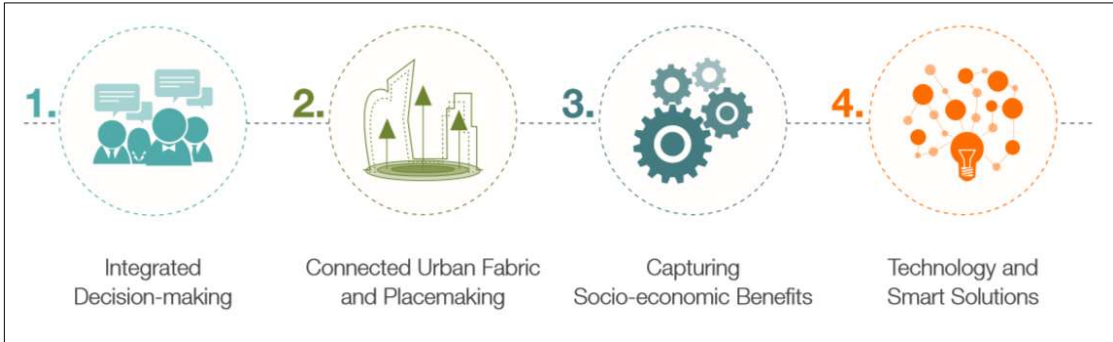 1.
2.
3.
4.
Integrated
Decision-making
Connected Urban Fabric
and Placemaking
Capturing
Socio-economic Benefits
Technology and
Smart Solutions